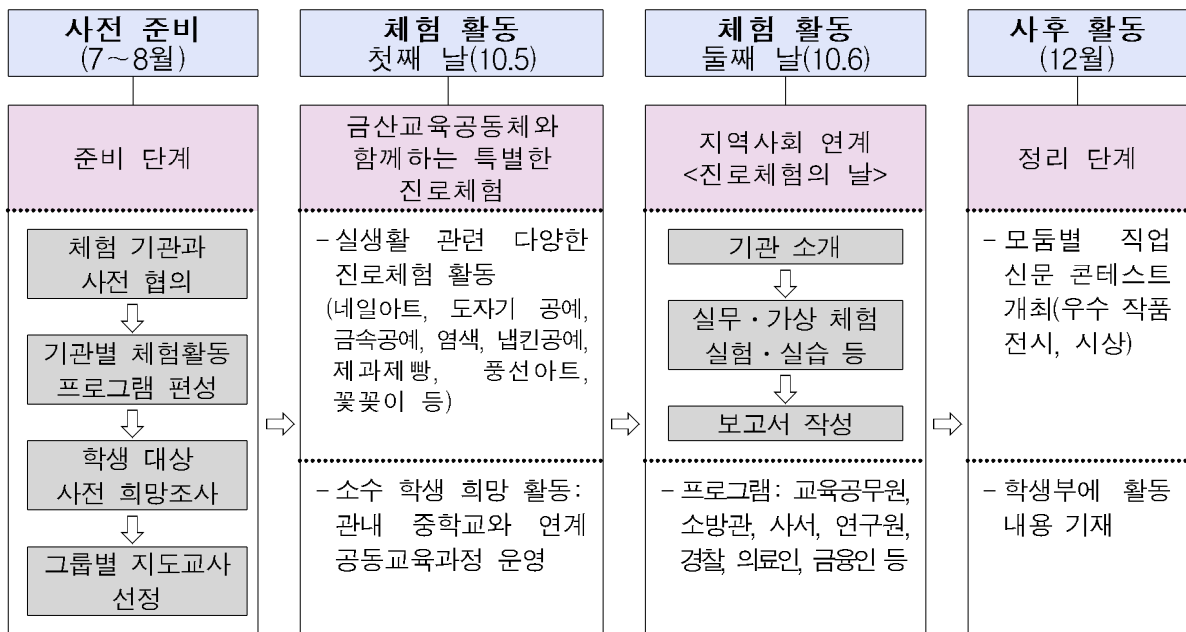 사전 준비
(7～8월)
준비 단계
체험 기관과
사전 협의
기관별 체험활동
프로그램 편성
학생 대상
사전 희망조사
그룹별 지도교사
선정
체험 활동
첫째 날(10.5)
금산교육공동체와
함께하는 특별한
진로체험
– 실생활 관련 다양한
진로체험 활동
(네일아트, 도자기 공예,
금속공예, 염색, 냅킨공예,
제과제빵, 풍선아트,
꽃꽂이 등)
– 소수 학생 희망 활동:
관내 중학교와 연계
공동교육과정 운영
체험 활동
둘째 날(10.6)
지역사회 연계
<진로체험의 날>
기관 소개
실무·가상 체험
실험·실습 등
보고서 작성
– 프로그램: 교육공무원,
소방관, 사서, 연구원,
경찰, 의료인, 금융인 등
사후 활동
(12월)
정리 단계
– 모둠별 직업
신문 콘테스트
개최(우수 작품
전시, 시상)
– 학생부에 활동
내용 기재